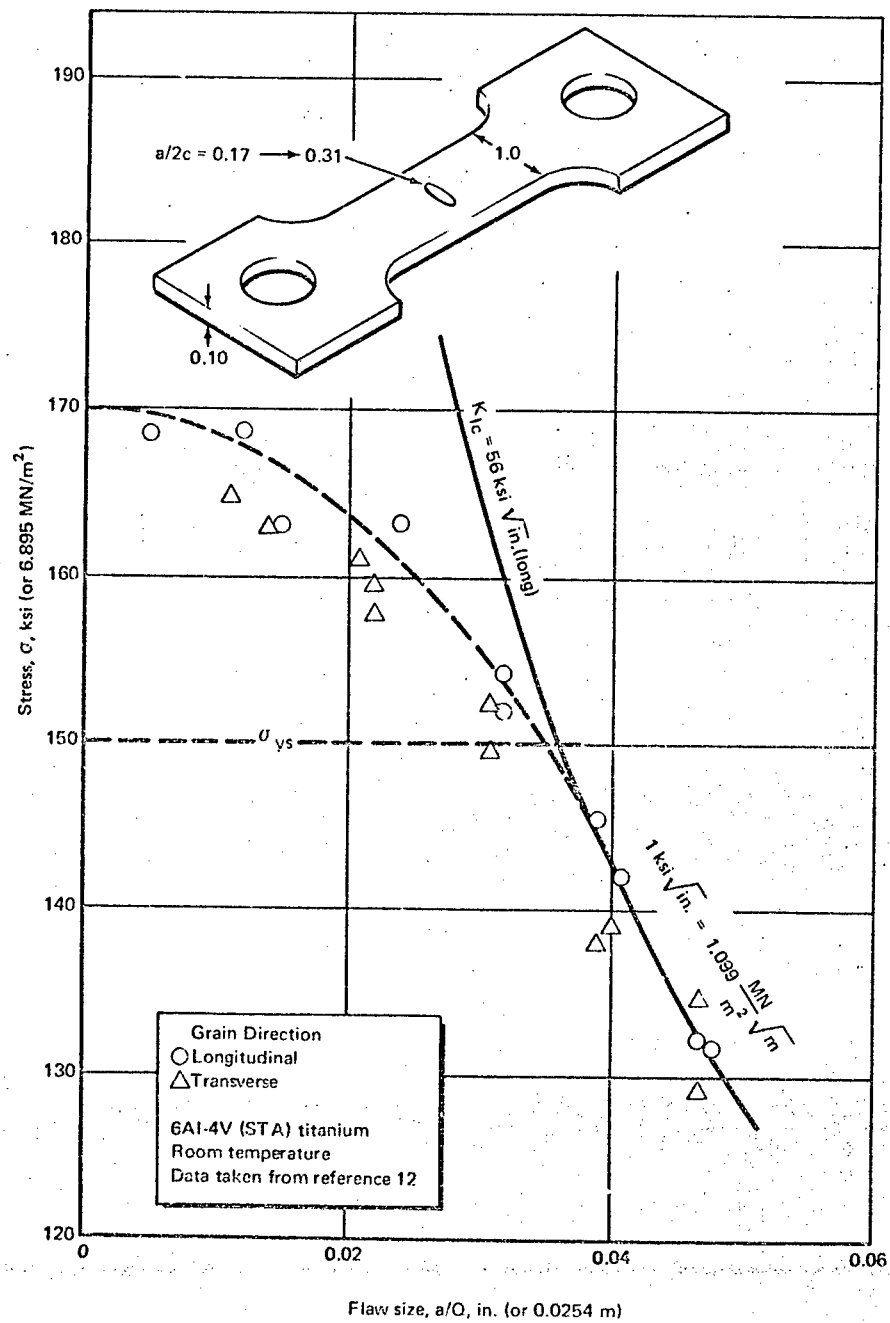 190
a/2c = 0.17 → 0.31
1.0
180
0.10
170
K Ic = 56 ksi √in.(long)
160
Stress, σ, ksi (or 6.895 MN/m²)
150
σ ys
140
1 ksi √in. = 1.099 MN/m² √m
130
Grain Direction
○ Longitudinal
△ Transverse
6Al-4V (STA) titanium
Room temperature
Data taken from reference 12
120
0
0.02
0.04
0.06
Flaw size, a/Q, in. (or 0.0254 m)